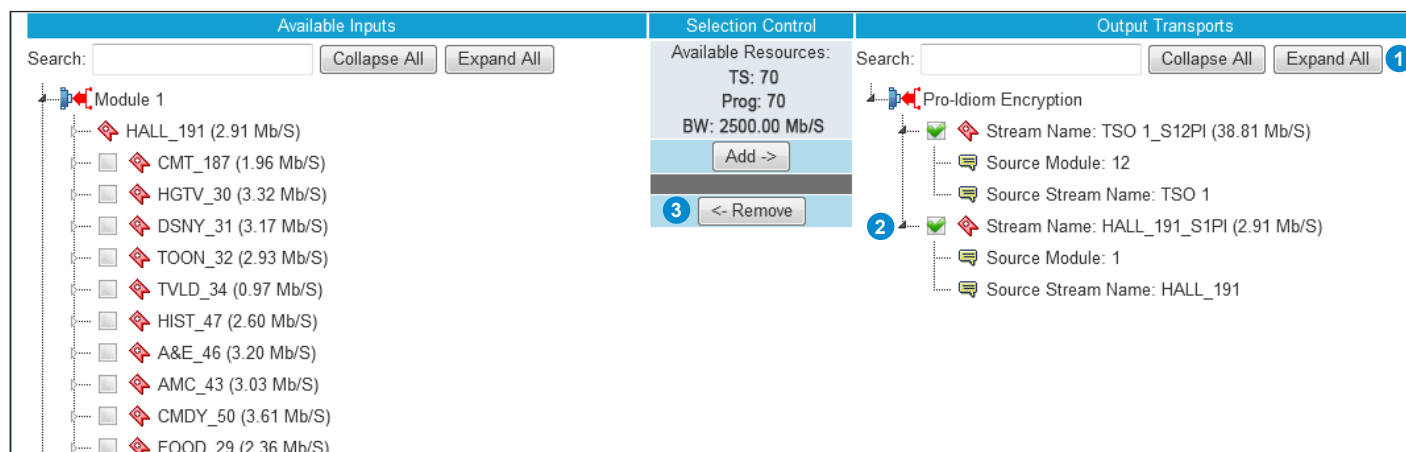 Available Inputs
Search: Collapse All Expand All
Module 1
HALL_191 (2.91 Mb/S)
CMT_187 (1.96 Mb/S)
HGTV_30 (3.32 Mb/S)
DSNY_31 (3.17 Mb/S)
TOON_32 (2.93 Mb/S)
TVLD_34 (0.97 Mb/S)
HIST_47 (2.60 Mb/S)
A&E_46 (3.20 Mb/S)
AMC_43 (3.03 Mb/S)
CMDY_50 (3.61 Mb/S)
FOOD_29 (2.36 Mb/S)
Selection Control
Available Resources:
TS: 70
Prog: 70
BW: 2500.00 Mb/S
Add ->
3 <- Remove
Output Transports
Search: Collapse All Expand All 1
Pro-Idiom Encryption
Stream Name: TSO 1_S12PI (38.81 Mb/S)
Source Module: 12
Source Stream Name: TSO 1
2 Stream Name: HALL_191_S1PI (2.91 Mb/S)
Source Module: 1
Source Stream Name: HALL_191